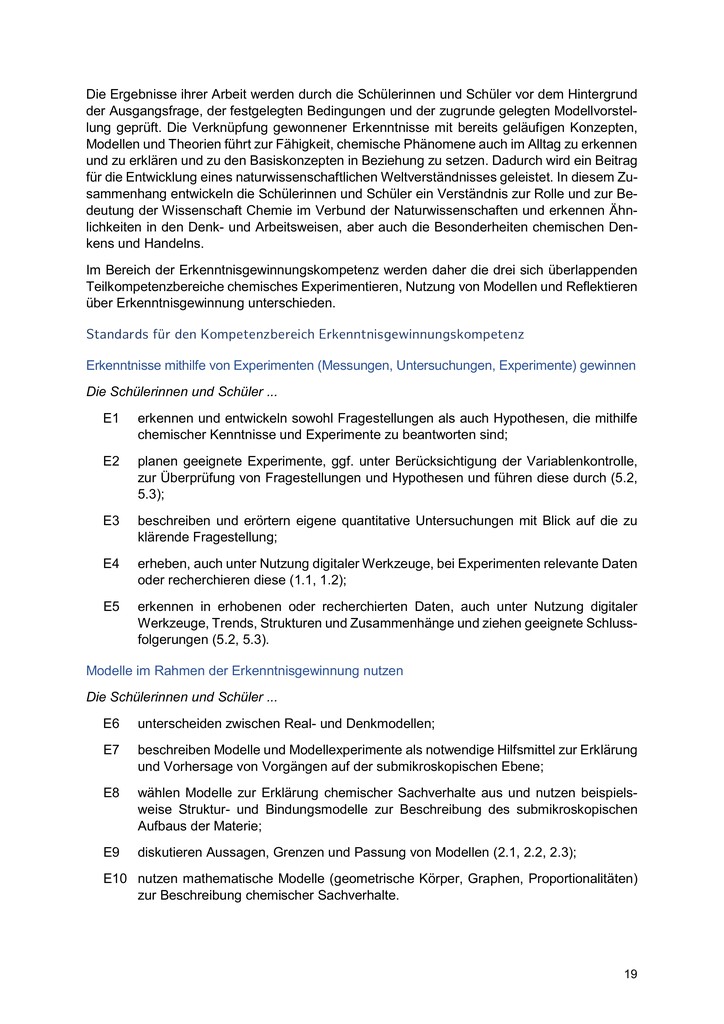 Die Ergebnisse ihrer Arbeit werden durch die Schülerinnen und Schüler vor dem Hintergrund
der Ausgangsfrage, der festgelegten Bedingungen und der zugrunde gelegten Modellvorstel-
lung geprüft. Die Verknüpfung gewonnener Erkenntnisse mit bereits geläufigen Konzepten,
Modellen und Theorien führt zur Fähigkeit, chemische Phänomene auch im Alltag zu erkennen
und zu erklären und zu den Basiskonzepten in Beziehung zu setzen. Dadurch wird ein Beitrag
für die Entwicklung eines naturwissenschaftlichen Weltverständnisses geleistet. In diesem Zu-
sammenhang entwickeln die Schülerinnen und Schüler ein Verständnis zur Rolle und zur Be-
deutung der Wissenschaft Chemie im Verbund der Naturwissenschaften und erkennen Ähn-
lichkeiten in den Denk- und Arbeitsweisen, aber auch die Besonderheiten chemischen Den-
kens und Handelns.
Im Bereich der Erkenntnisgewinnungskompetenz werden daher die drei sich überlappenden
Teilkompetenzbereiche chemisches Experimentieren, Nutzung von Modellen und Reflektieren
über Erkenntnisgewinnung unterschieden.
Standards für den Kompetenzbereich Erkenntnisgewinnungskompetenz
Erkenntnisse mithilfe von Experimenten (Messungen, Untersuchungen, Experimente) gewinnen
Die Schülerinnen und Schüler ...
E1 erkennen und entwickeln sowohl Fragestellungen als auch Hypothesen, die mithilfe
chemischer Kenntnisse und Experimente zu beantworten sind;
E2 planen geeignete Experimente, ggf. unter Berücksichtigung der Variablenkontrolle,
zur Überprüfung von Fragestellungen und Hypothesen und führen diese durch (5.2,
5.3);
E3 beschreiben und erörtern eigene quantitative Untersuchungen mit Blick auf die zu
klärende Fragestellung;
E4 erheben, auch unter Nutzung digitaler Werkzeuge, bei Experimenten relevante Daten
oder recherchieren diese (1.1, 1.2);
E5 erkennen in erhobenen oder recherchierten Daten, auch unter Nutzung digitaler
Werkzeuge, Trends, Strukturen und Zusammenhänge und ziehen geeignete Schluss-
folgerungen (5.2, 5.3).
Modelle im Rahmen der Erkenntnisgewinnung nutzen
Die Schülerinnen und Schüler ...
E6 unterscheiden zwischen Real- und Denkmodellen;
E7 beschreiben Modelle und Modellexperimente als notwendige Hilfsmittel zur Erklärung
und Vorhersage von Vorgängen auf der submikroskopischen Ebene;
E8 wählen Modelle zur Erklärung chemischer Sachverhalte aus und nutzen beispiels-
weise Struktur- und Bindungsmodelle zur Beschreibung des submikroskopischen
Aufbaus der Materie;
E9 diskutieren Aussagen, Grenzen und Passung von Modellen (2.1, 2.2, 2.3);
E10 nutzen mathematische Modelle (geometrische Körper, Graphen, Proportionalitäten)
zur Beschreibung chemischer Sachverhalte.
19